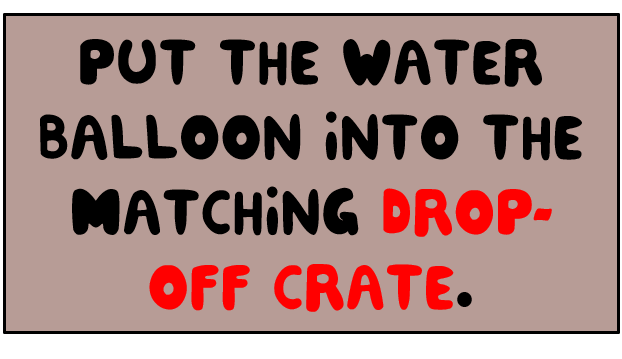 PUT THE WATER
BALLOON INTO THE
MATCHING DROP-
OFF CRATE.